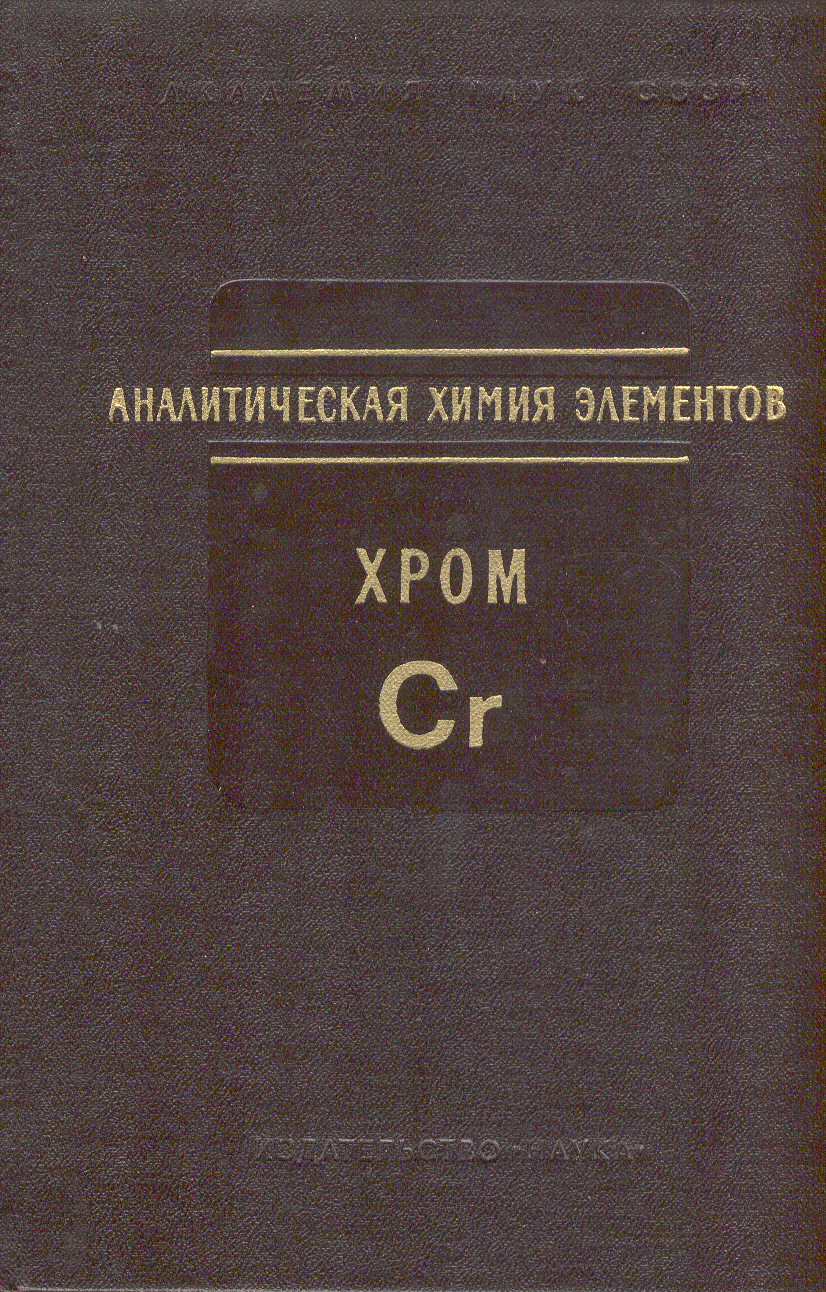 АКАДЕМИЯ НАУК СССР
АНАЛИТИЧЕСКАЯ ХИМИЯ ЭЛЕМЕНТОВ
ХРОМ
Cr
ИЗДАТЕЛЬСТВО «НАУКА»